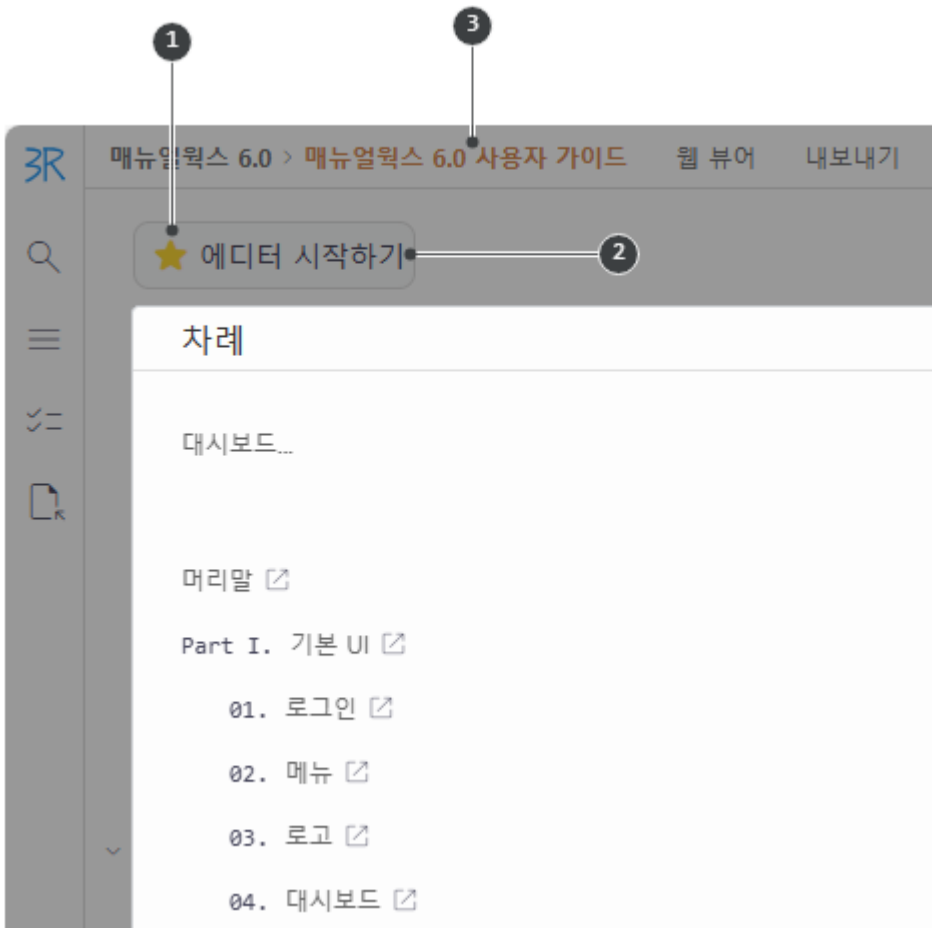 1
3
3R
매뉴얼웍스 6.0 > 매뉴얼웍스 6.0 사용자 가이드 웹 뷰어 내보내기
에디터 시작하기
2
차례
대시보드...
머리말
Part I. 기본 UI
01. 로그인
02. 메뉴
03. 로고
04. 대시보드